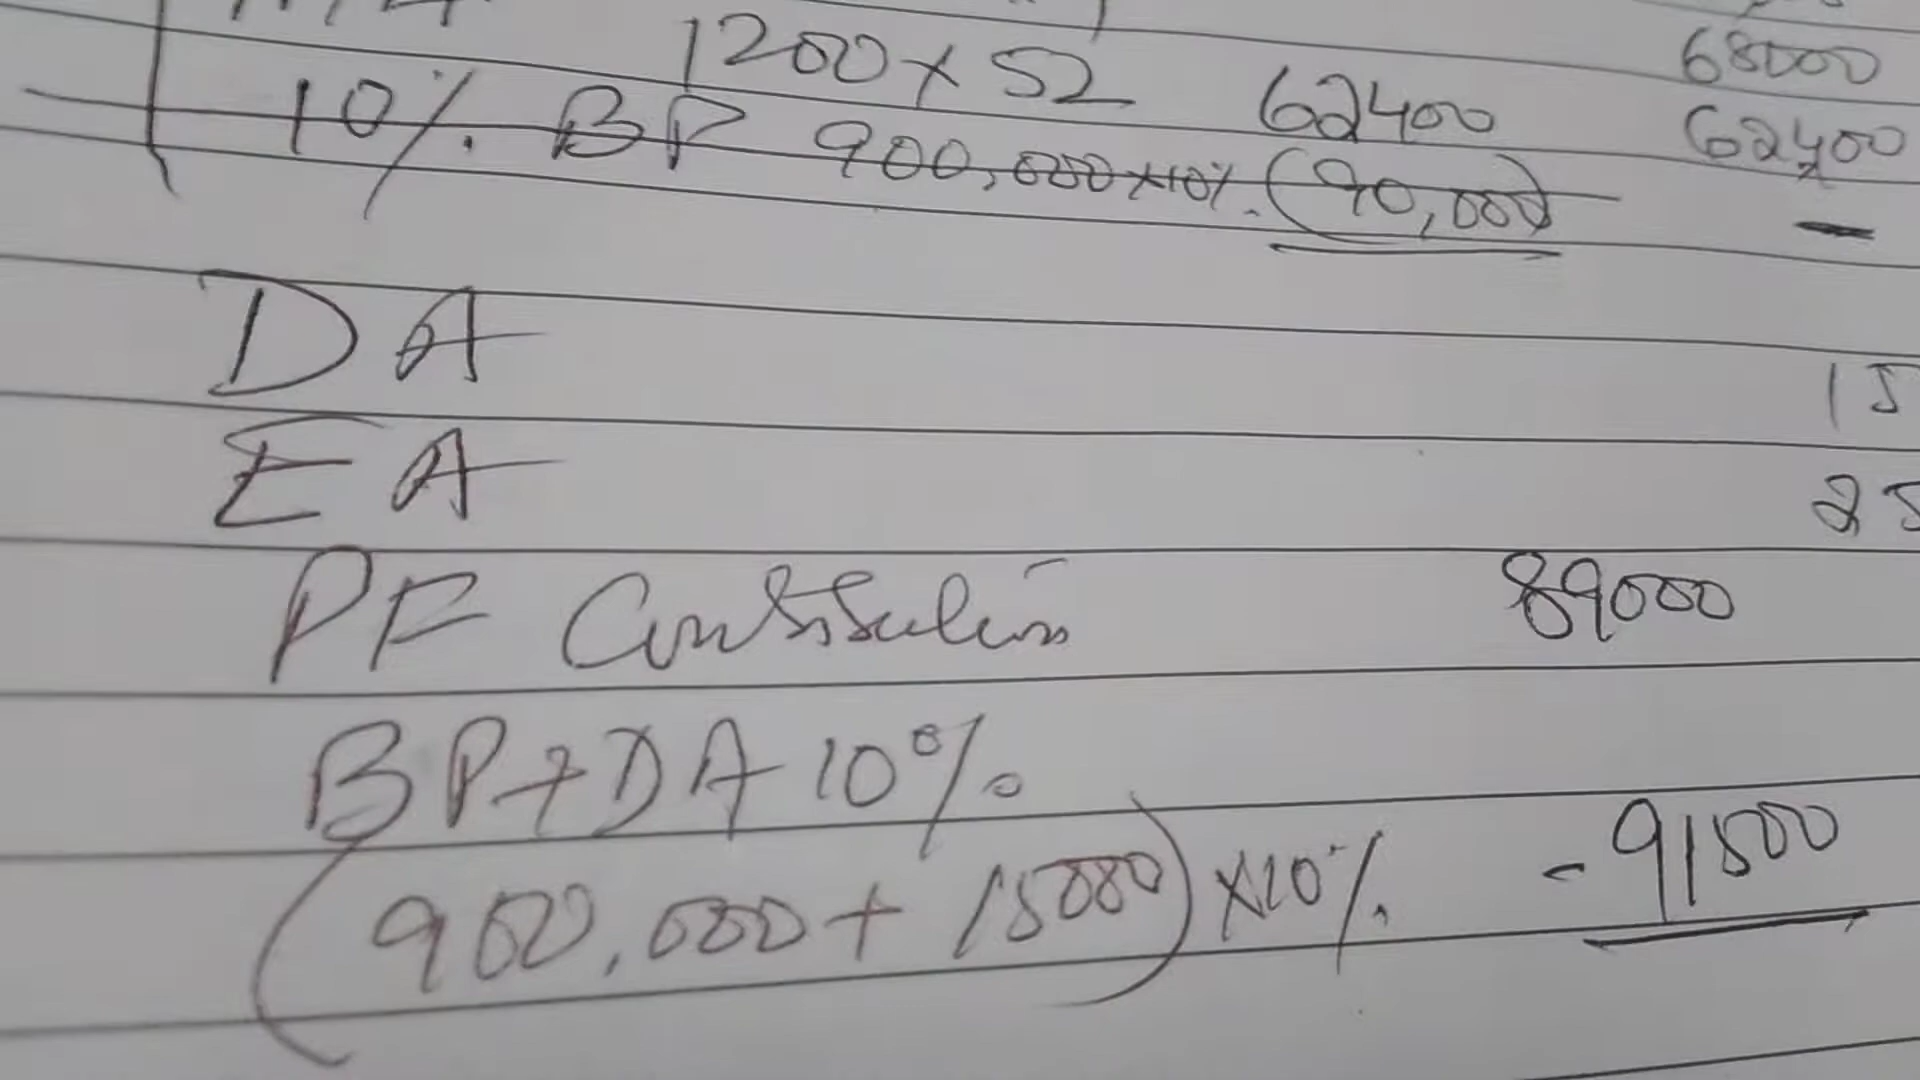 68000
1200 x 52 62400 62400
10%. BP 900,000 x 10%. (90,000) -
DA 15
EA 25
PF Contribution 89000
BP + DA 10%
(900,000 + 15000) x 10%. - 91500